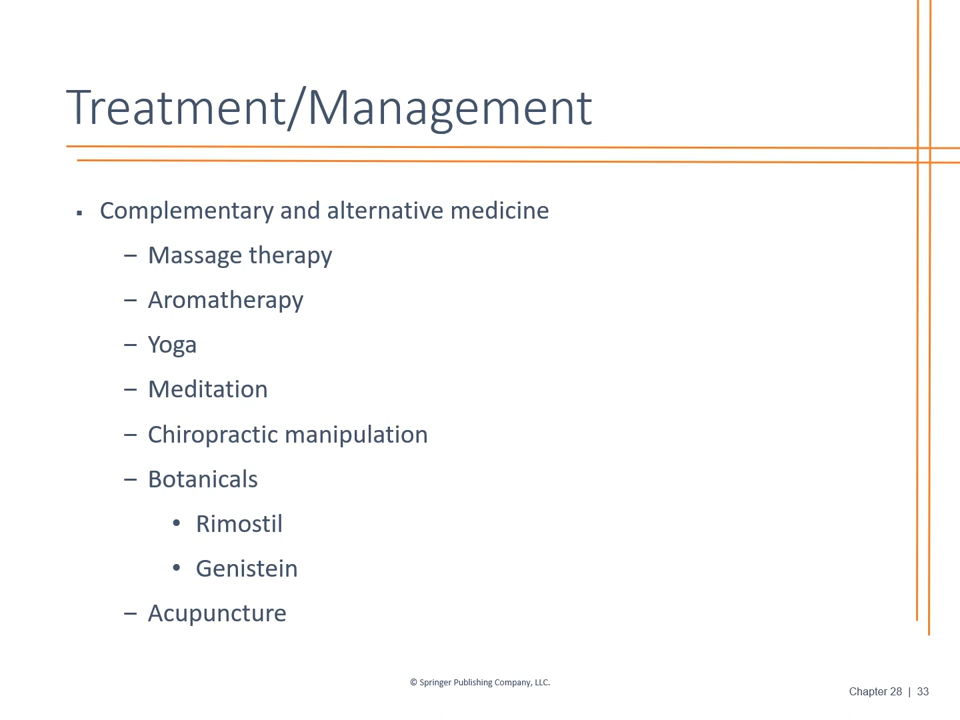 Treatment/Management
▪ Complementary and alternative medicine
– Massage therapy
– Aromatherapy
– Yoga
– Meditation
– Chiropractic manipulation
– Botanicals
• Rimostil
• Genistein
– Acupuncture
© Springer Publishing Company, LLC.
Chapter 28 | 33